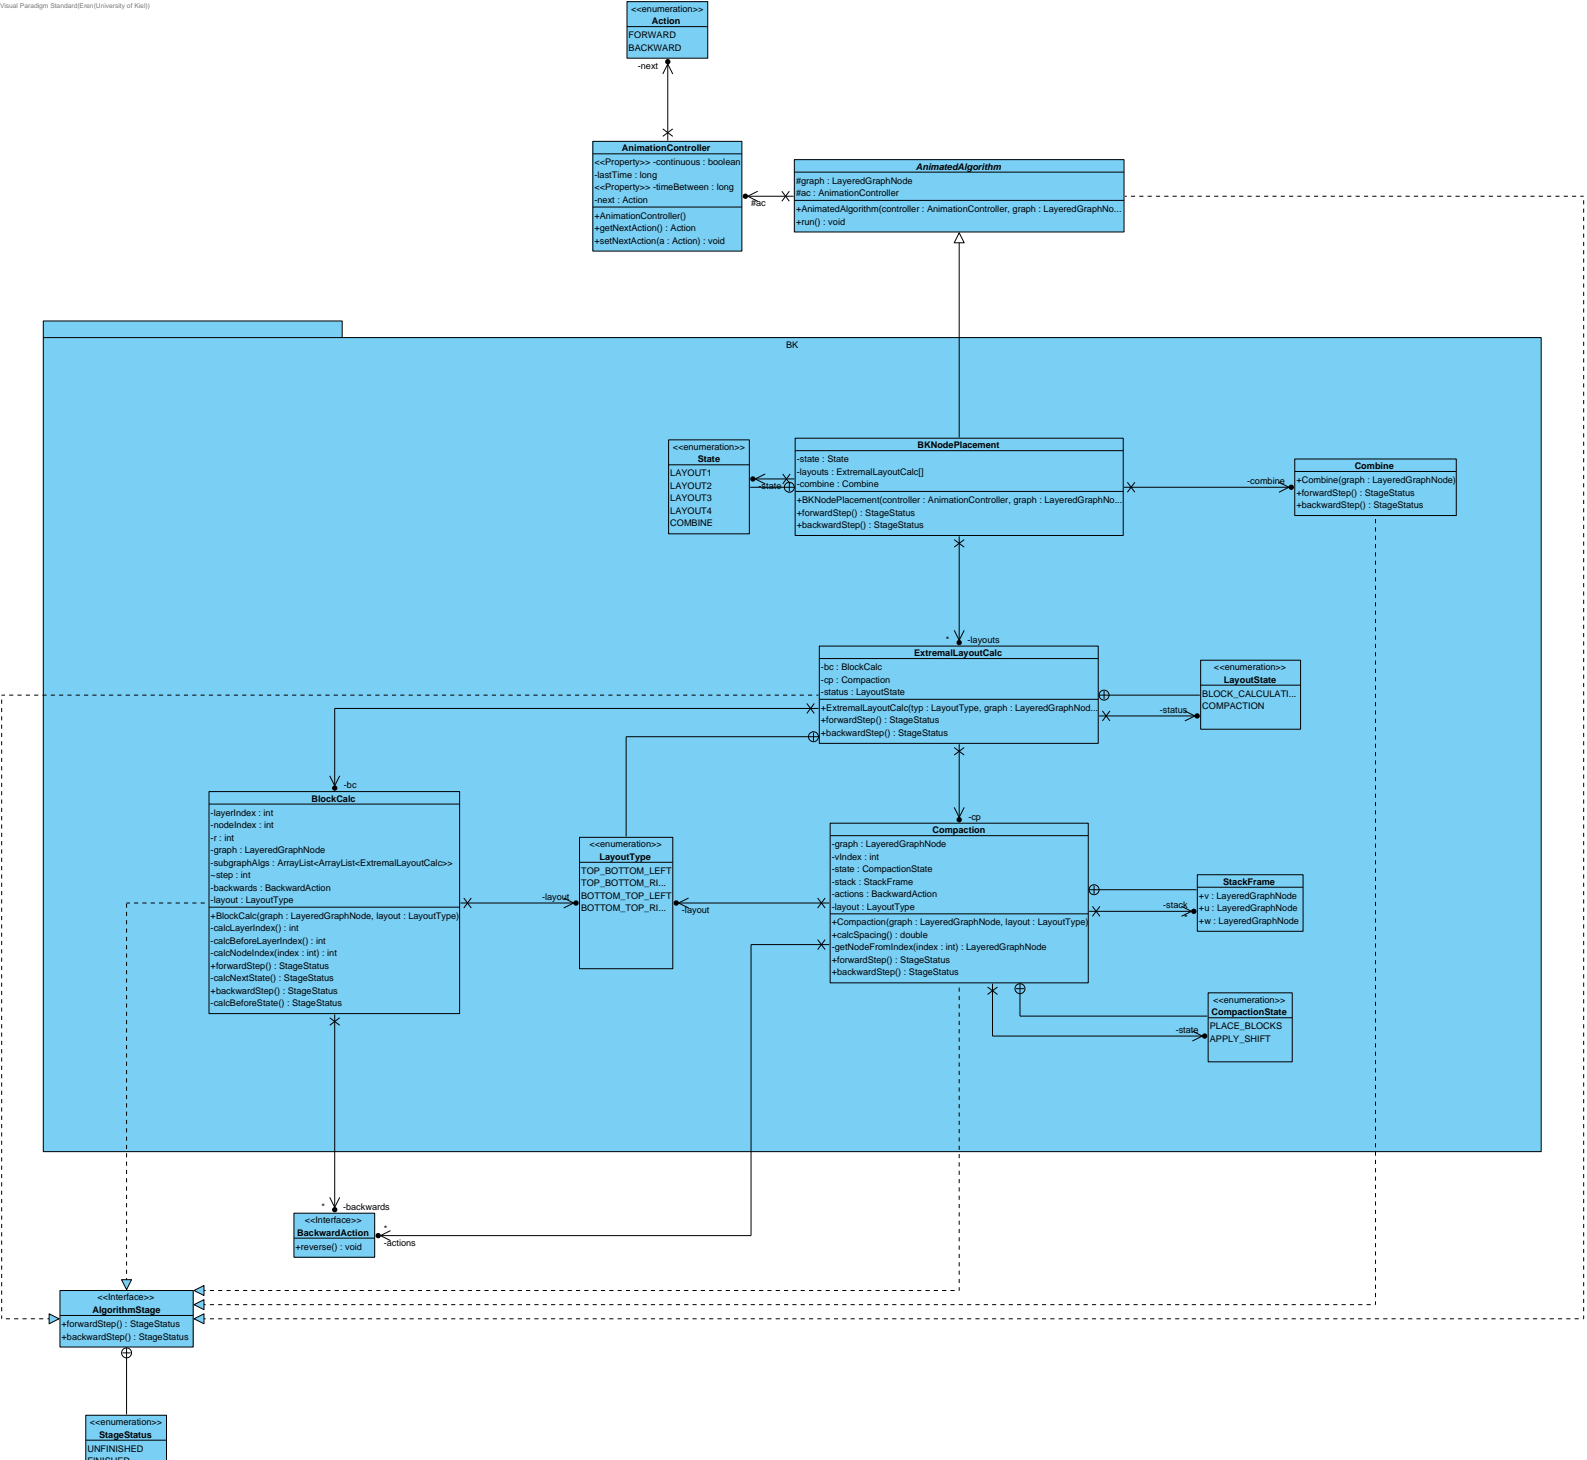 Visual Paradigm Standard(Eren(University of Kiel))
<<enumeration>>
Action
FORWARD
BACKWARD
-next
AnimationController
<<Property>> -continuous : boolean
-lastTime : long
<<Property>> -timeBetween : long
-next : Action
+AnimationController()
+getNextAction() : Action
+setNextAction(a : Action) : void
#ac
AnimatedAlgorithm
#graph : LayeredGraphNode
#ac : AnimationController
+AnimatedAlgorithm(controller : AnimationController, graph : LayeredGraphNo...
+run() : void
BK
<<enumeration>>
State
LAYOUT1
LAYOUT2
LAYOUT3
LAYOUT4
COMBINE
-state
BKNodePlacement
-state : State
-layouts : ExtremalLayoutCalc[]
-combine : Combine
+BKNodePlacement(controller : AnimationController, graph : LayeredGraphNo...
+forwardStep() : StageStatus
+backwardStep() : StageStatus
-combine
Combine
+Combine(graph : LayeredGraphNode)
+forwardStep() : StageStatus
+backwardStep() : StageStatus
*
-layouts
ExtremalLayoutCalc
-bc : BlockCalc
-cp : Compaction
-status : LayoutState
+ExtremalLayoutCalc(typ : LayoutType, graph : LayeredGraphNod...
+forwardStep() : StageStatus
+backwardStep() : StageStatus
-status
<<enumeration>>
LayoutState
BLOCK_CALCULATI...
COMPACTION
-bc
BlockCalc
-layerIndex : int
-nodeIndex : int
-r : int
-graph : LayeredGraphNode
-subgraphAlgs : ArrayList<ArrayList<ExtremalLayoutCalc>>
~step : int
-backwards : BackwardAction
-layout : LayoutType
+BlockCalc(graph : LayeredGraphNode, layout : LayoutType)
-calcLayerIndex() : int
-calcBeforeLayerIndex() : int
-calcNodeIndex(index : int) : int
+forwardStep() : StageStatus
-calcNextState() : StageStatus
+backwardStep() : StageStatus
-calcBeforeState() : StageStatus
-layout
<<enumeration>>
LayoutType
TOP_BOTTOM_LEFT
TOP_BOTTOM_RI...
BOTTOM_TOP_LEFT
BOTTOM_TOP_RI...
-layout
-cp
Compaction
-graph : LayeredGraphNode
-vIndex : int
-state : CompactionState
-stack : StackFrame
-actions : BackwardAction
-layout : LayoutType
+Compaction(graph : LayeredGraphNode, layout : LayoutType)
+calcSpacing() : double
-getNodeFromIndex(index : int) : LayeredGraphNode
+forwardStep() : StageStatus
+backwardStep() : StageStatus
-stack
*
StackFrame
+v : LayeredGraphNode
+u : LayeredGraphNode
+w : LayeredGraphNode
-state
<<enumeration>>
CompactionState
PLACE_BLOCKS
APPLY_SHIFT
*
-backwards
<<Interface>>
BackwardAction
+reverse() : void
*
-actions
<<Interface>>
AlgorithmStage
+forwardStep() : StageStatus
+backwardStep() : StageStatus
<<enumeration>>
StageStatus
UNFINISHED
FINISHED